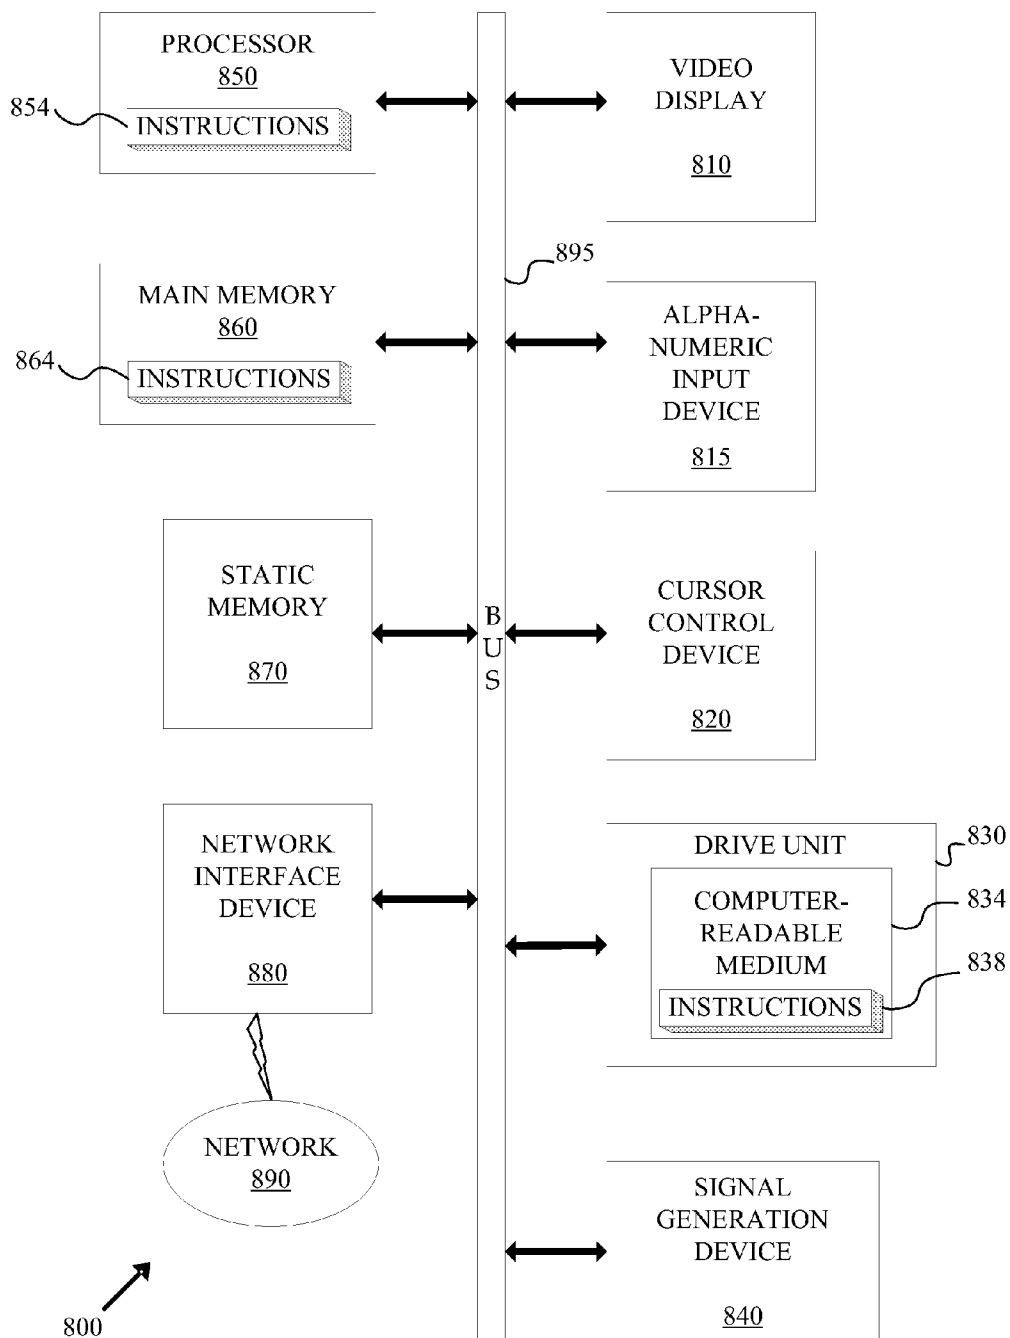 PROCESSOR
850
854
INSTRUCTIONS
VIDEO
DISPLAY
810
895
MAIN MEMORY
860
864
INSTRUCTIONS
ALPHA-
NUMERIC
INPUT
DEVICE
815
STATIC
MEMORY
870
BUS
CURSOR
CONTROL
DEVICE
820
NETWORK
INTERFACE
DEVICE
880
DRIVE UNIT
830
COMPUTER-
READABLE
MEDIUM
834
INSTRUCTIONS
838
NETWORK
890
SIGNAL
GENERATION
DEVICE
840
800